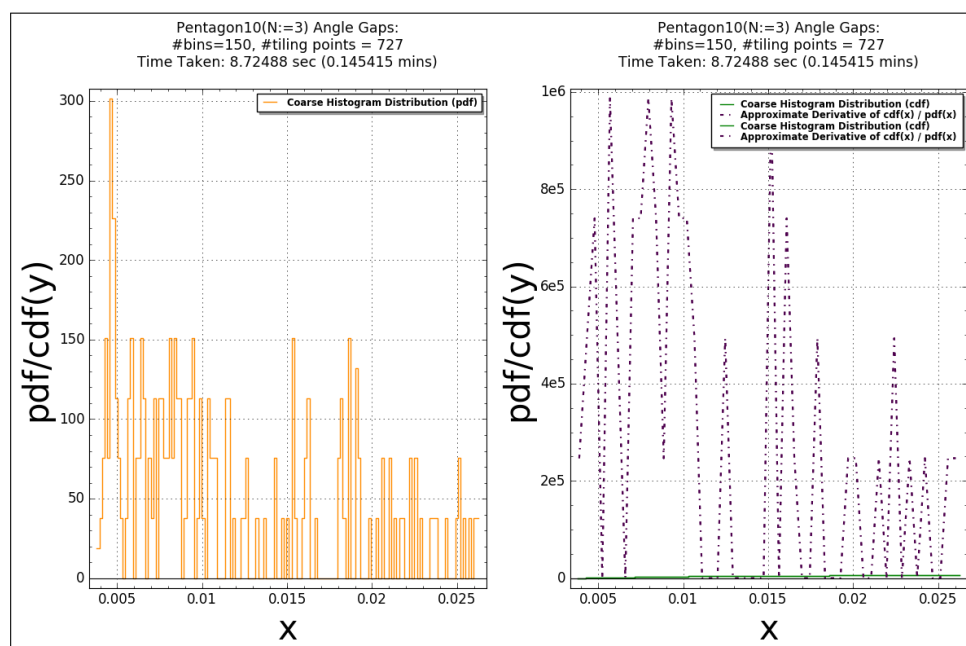 Pentagon10(N:=3) Angle Gaps:
#bins=150, #tiling points = 727
Time Taken: 8.72488 sec (0.145415 mins)
Coarse Histogram Distribution (pdf)
300
250
200
150
100
50
0
0.005
0.01
0.015
0.02
0.025
pdf/cdf(y)
x
Pentagon10(N:=3) Angle Gaps:
#bins=150, #tiling points = 727
Time Taken: 8.72488 sec (0.145415 mins)
Coarse Histogram Distribution (cdf)
Approximate Derivative of cdf(x) / pdf(x)
Coarse Histogram Distribution (cdf)
Approximate Derivative of cdf(x) / pdf(x)
1e6
8e5
6e5
4e5
2e5
0
0.005
0.01
0.015
0.02
0.025
pdf/cdf(y)
x